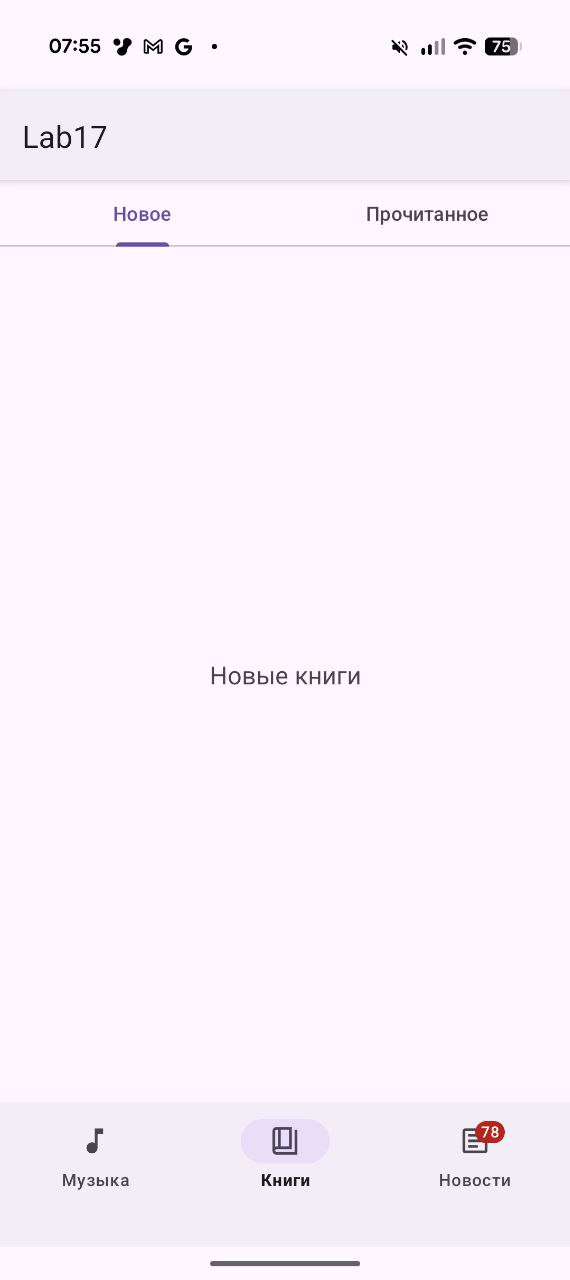 07:55
75
Lab17
Новое
Прочитанное
Новые книги
78
Музыка
Книги
Новости